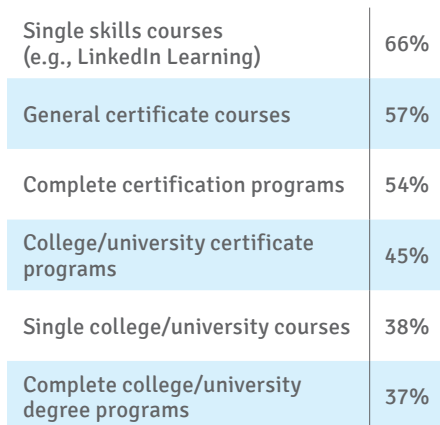 Single skills courses
(e.g., LinkedIn Learning) 66%
General certificate courses 57%
Complete certification programs 54%
College/university certificate
programs 45%
Single college/university courses 38%
Complete college/university
degree programs 37%